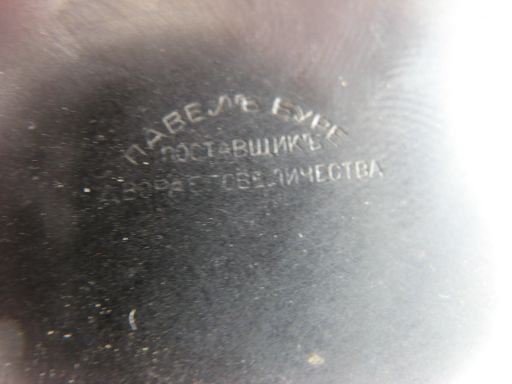 ПАВЕЛЪ БУРЕ
ПОСТАВЩИКЪ
ДВОРА ЕГО ВЕЛИЧЕСТВА